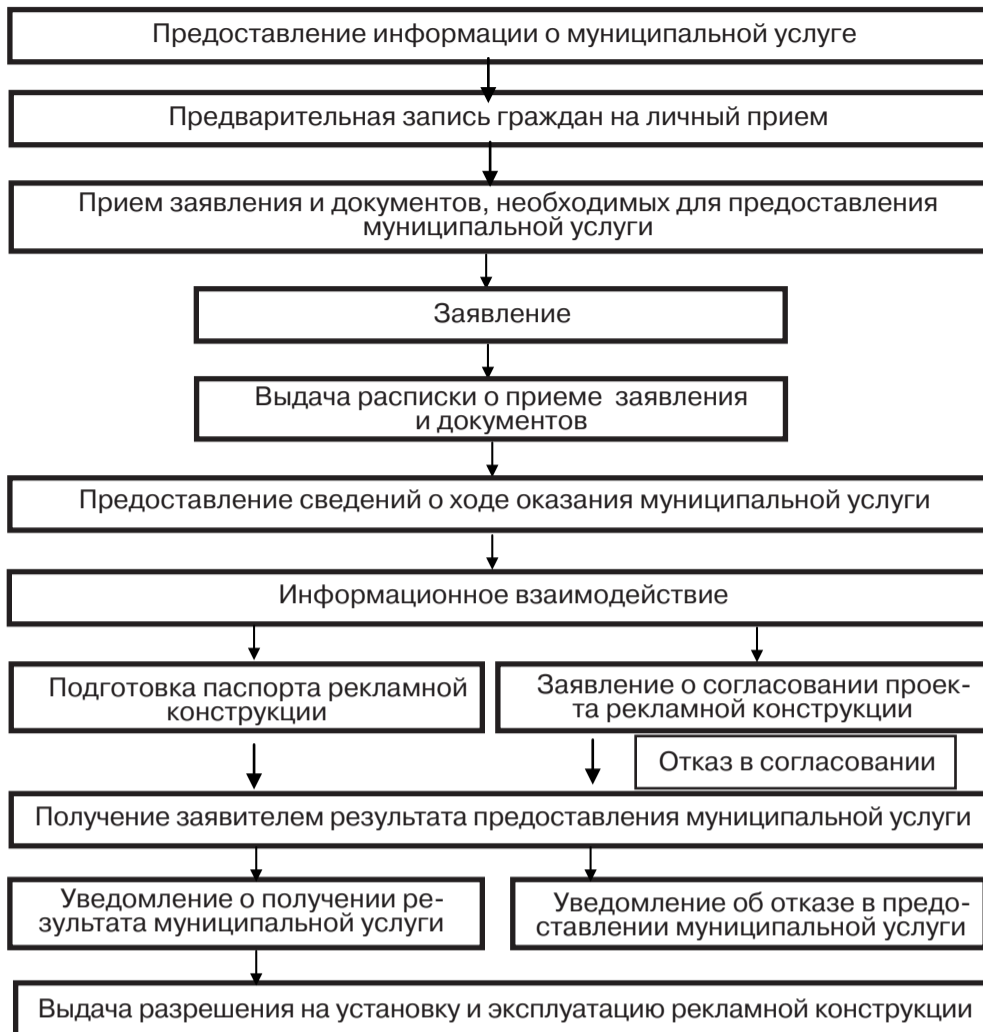 Предоставление информации о муниципальной услуге
Предварительная запись граждан на личный прием
Прием заявления и документов, необходимых для предоставления
муниципальной услуги
Заявление
Выдача расписки о приеме заявления
и документов
Предоставление сведений о ходе оказания муниципальной услуги
Информационное взаимодействие
Подготовка паспорта рекламной
конструкции
Заявление о согласовании проек-
та рекламной конструкции
Отказ в согласовании
Получение заявителем результата предоставления муниципальной услуги
Уведомление о получении ре-
зультата муниципальной услуги
Уведомление об отказе в предо-
ставлении муниципальной услуги
Выдача разрешения на установку и эксплуатацию рекламной конструкции